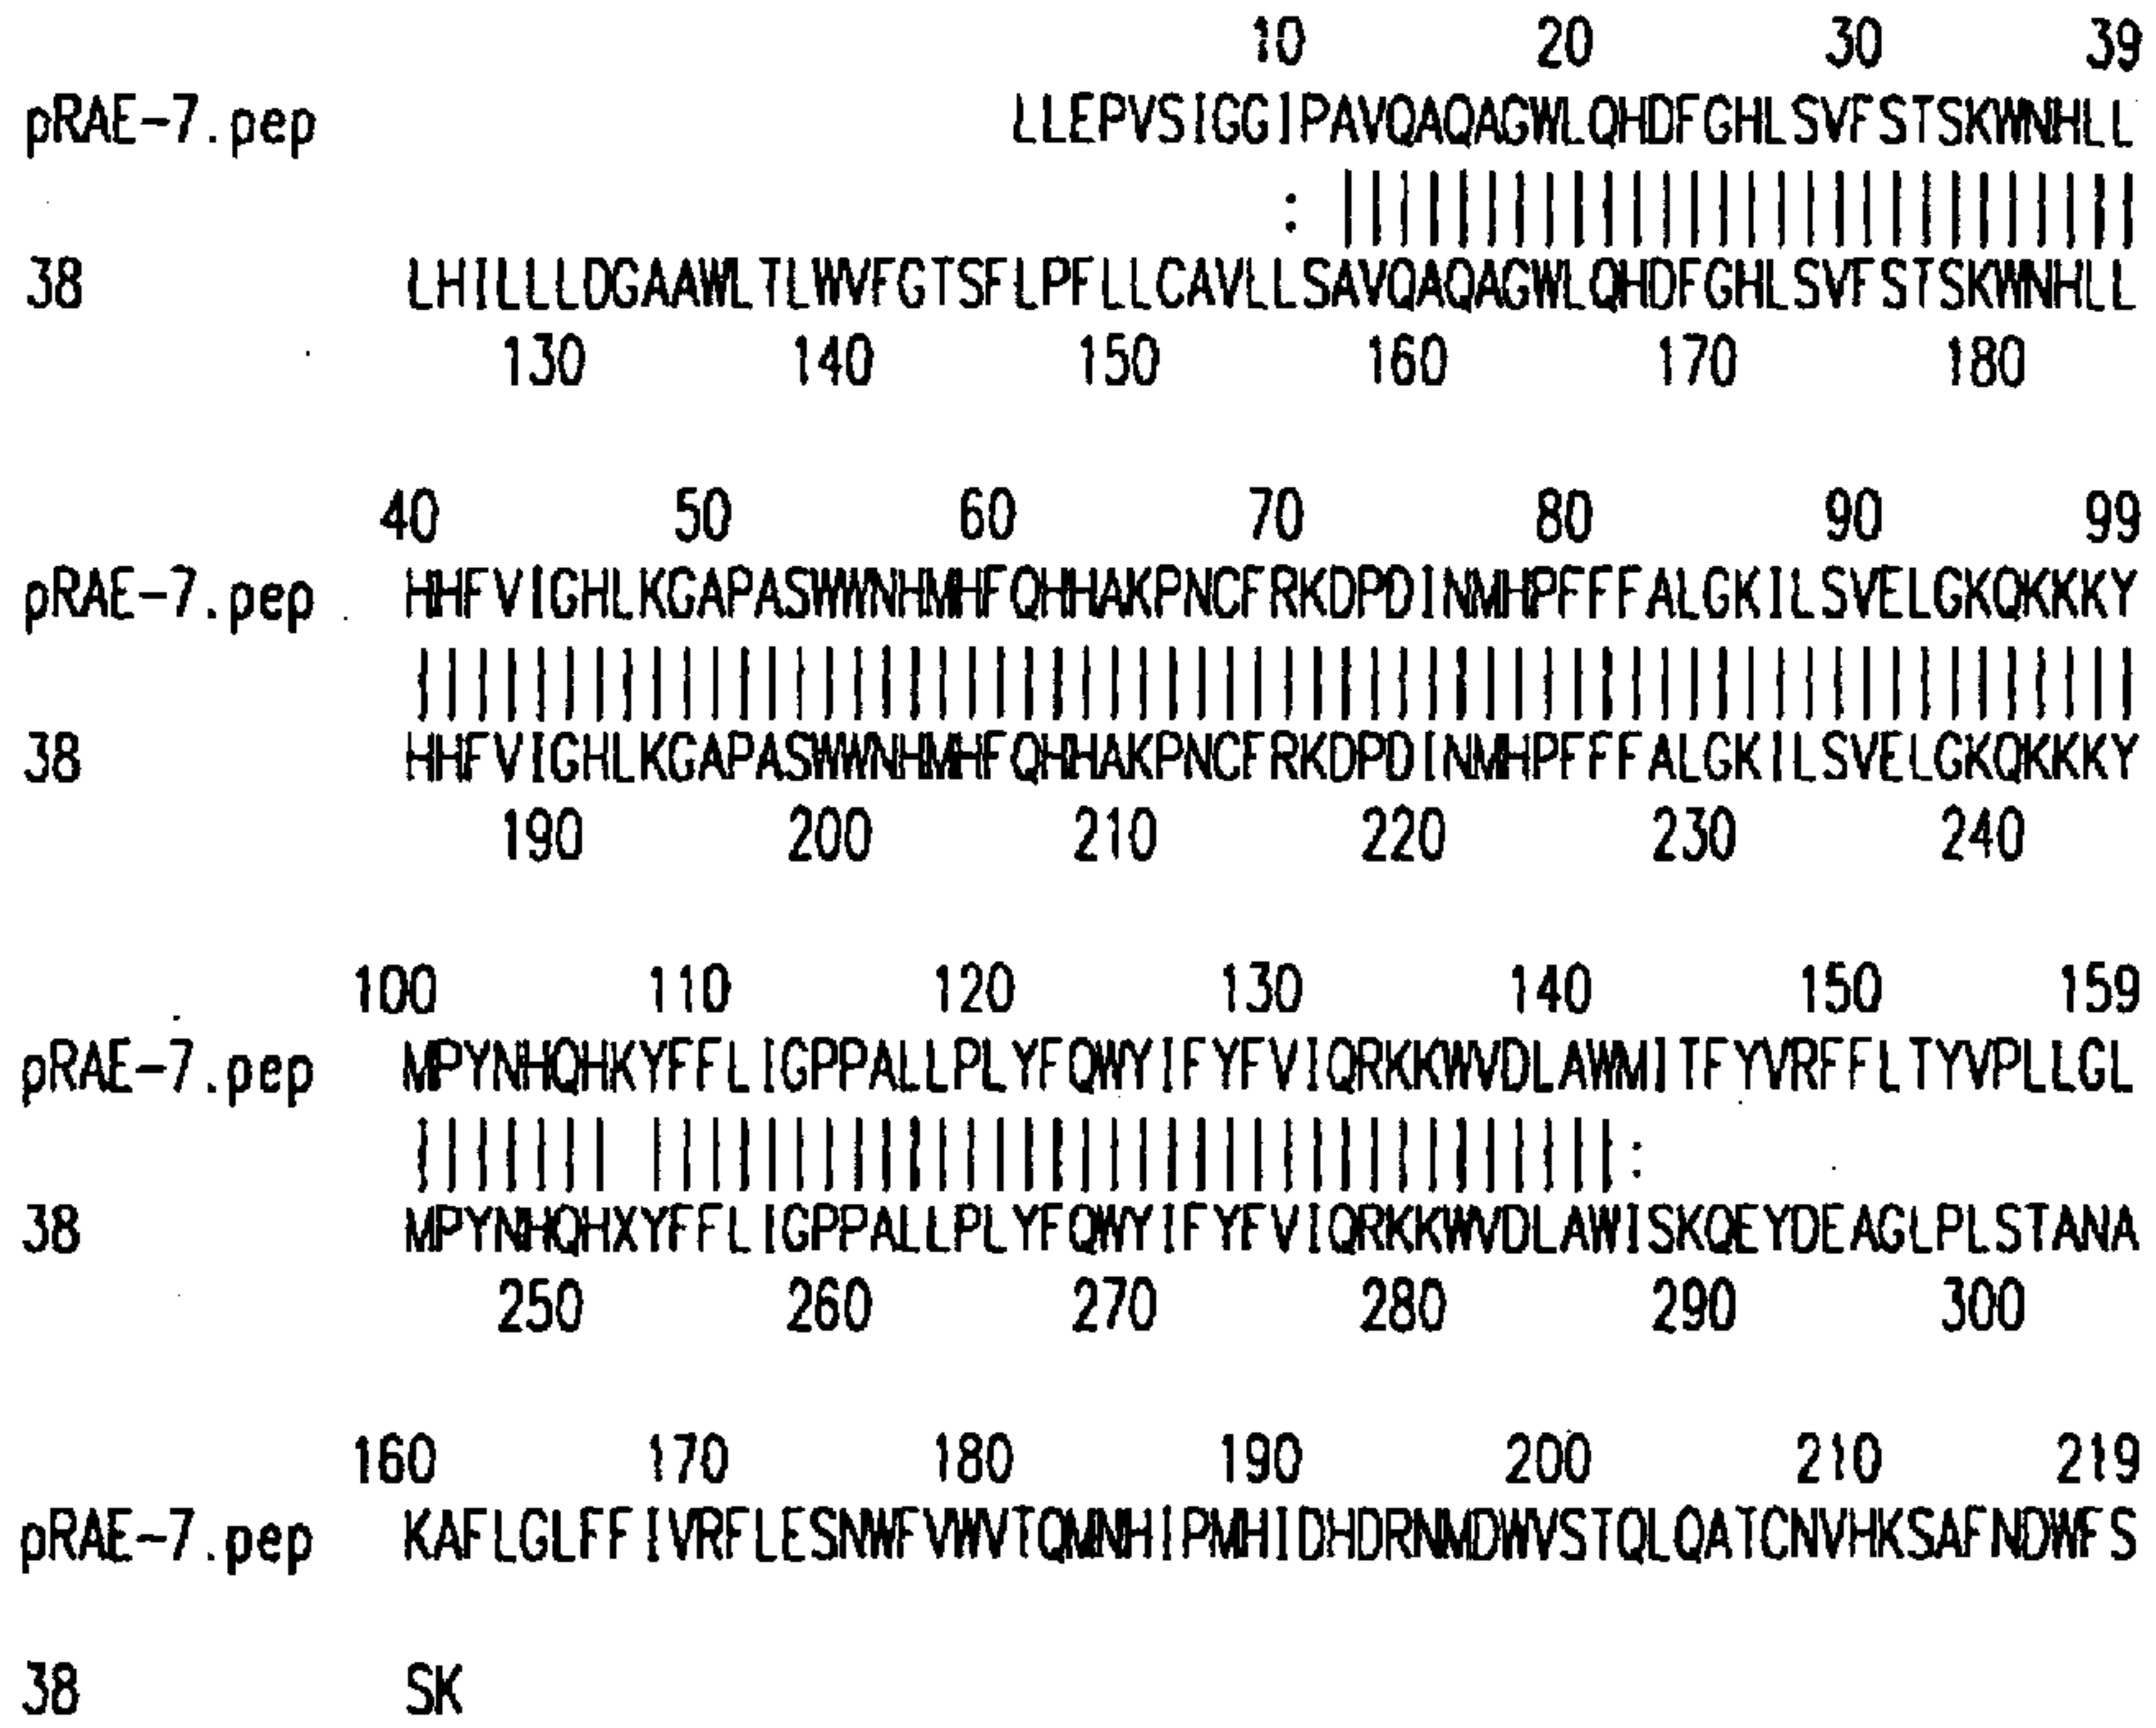 10 20 30 39
pRAE-7.pep LLEPVSIGGIPAVQAQAGWLQHDFGHLSVFSTSKWNHLL
: ||||||||||||||||||||||||||||
38 LHILLLLDGAAWLTLWVFGTSFLPFLLCAVLLSAVQAQAGWLQHDFGHLSVFSTSKWNHLL
130 140 150 160 170 180
40 50 60 70 80 90 99
pRAE-7.pep HHFVIGHLKGAPASWWNHMHFQHHAKPNCFRKDPDINMHPFFFALGKILSVELGKQKKKY
||||||||||||||||||||||||||||||||||||||||||||||||||||||||||||
38 HHFVIGHLKGAPASWWNHMHFQHHAKPNCFRKDPDINMHPFFFALGKILSVELGKQKKKY
190 200 210 220 230 240
100 110 120 130 140 150 159
pRAE-7.pep MPYNHQHKYFFLIGPPALLPLYFQWYIFYFVIQRKKWVDLAWMITFYVRFFLTYVPLLGL
||||||| ||||||||||||||||||||||||||||||||||:
38 MPYNHQHXYFFLIGPPALLPLYFQWYIFYFVIQRKKWVDLAWISKQEYDEAGLPLSTANA
250 260 270 280 290 300
160 170 180 190 200 210 219
pRAE-7.pep KAFLGLFFIVRFLESNWFVWVTQMNHIPMHIDHDRNMDWVSTQLQATCNVHKSAFNDWFS
38 SK